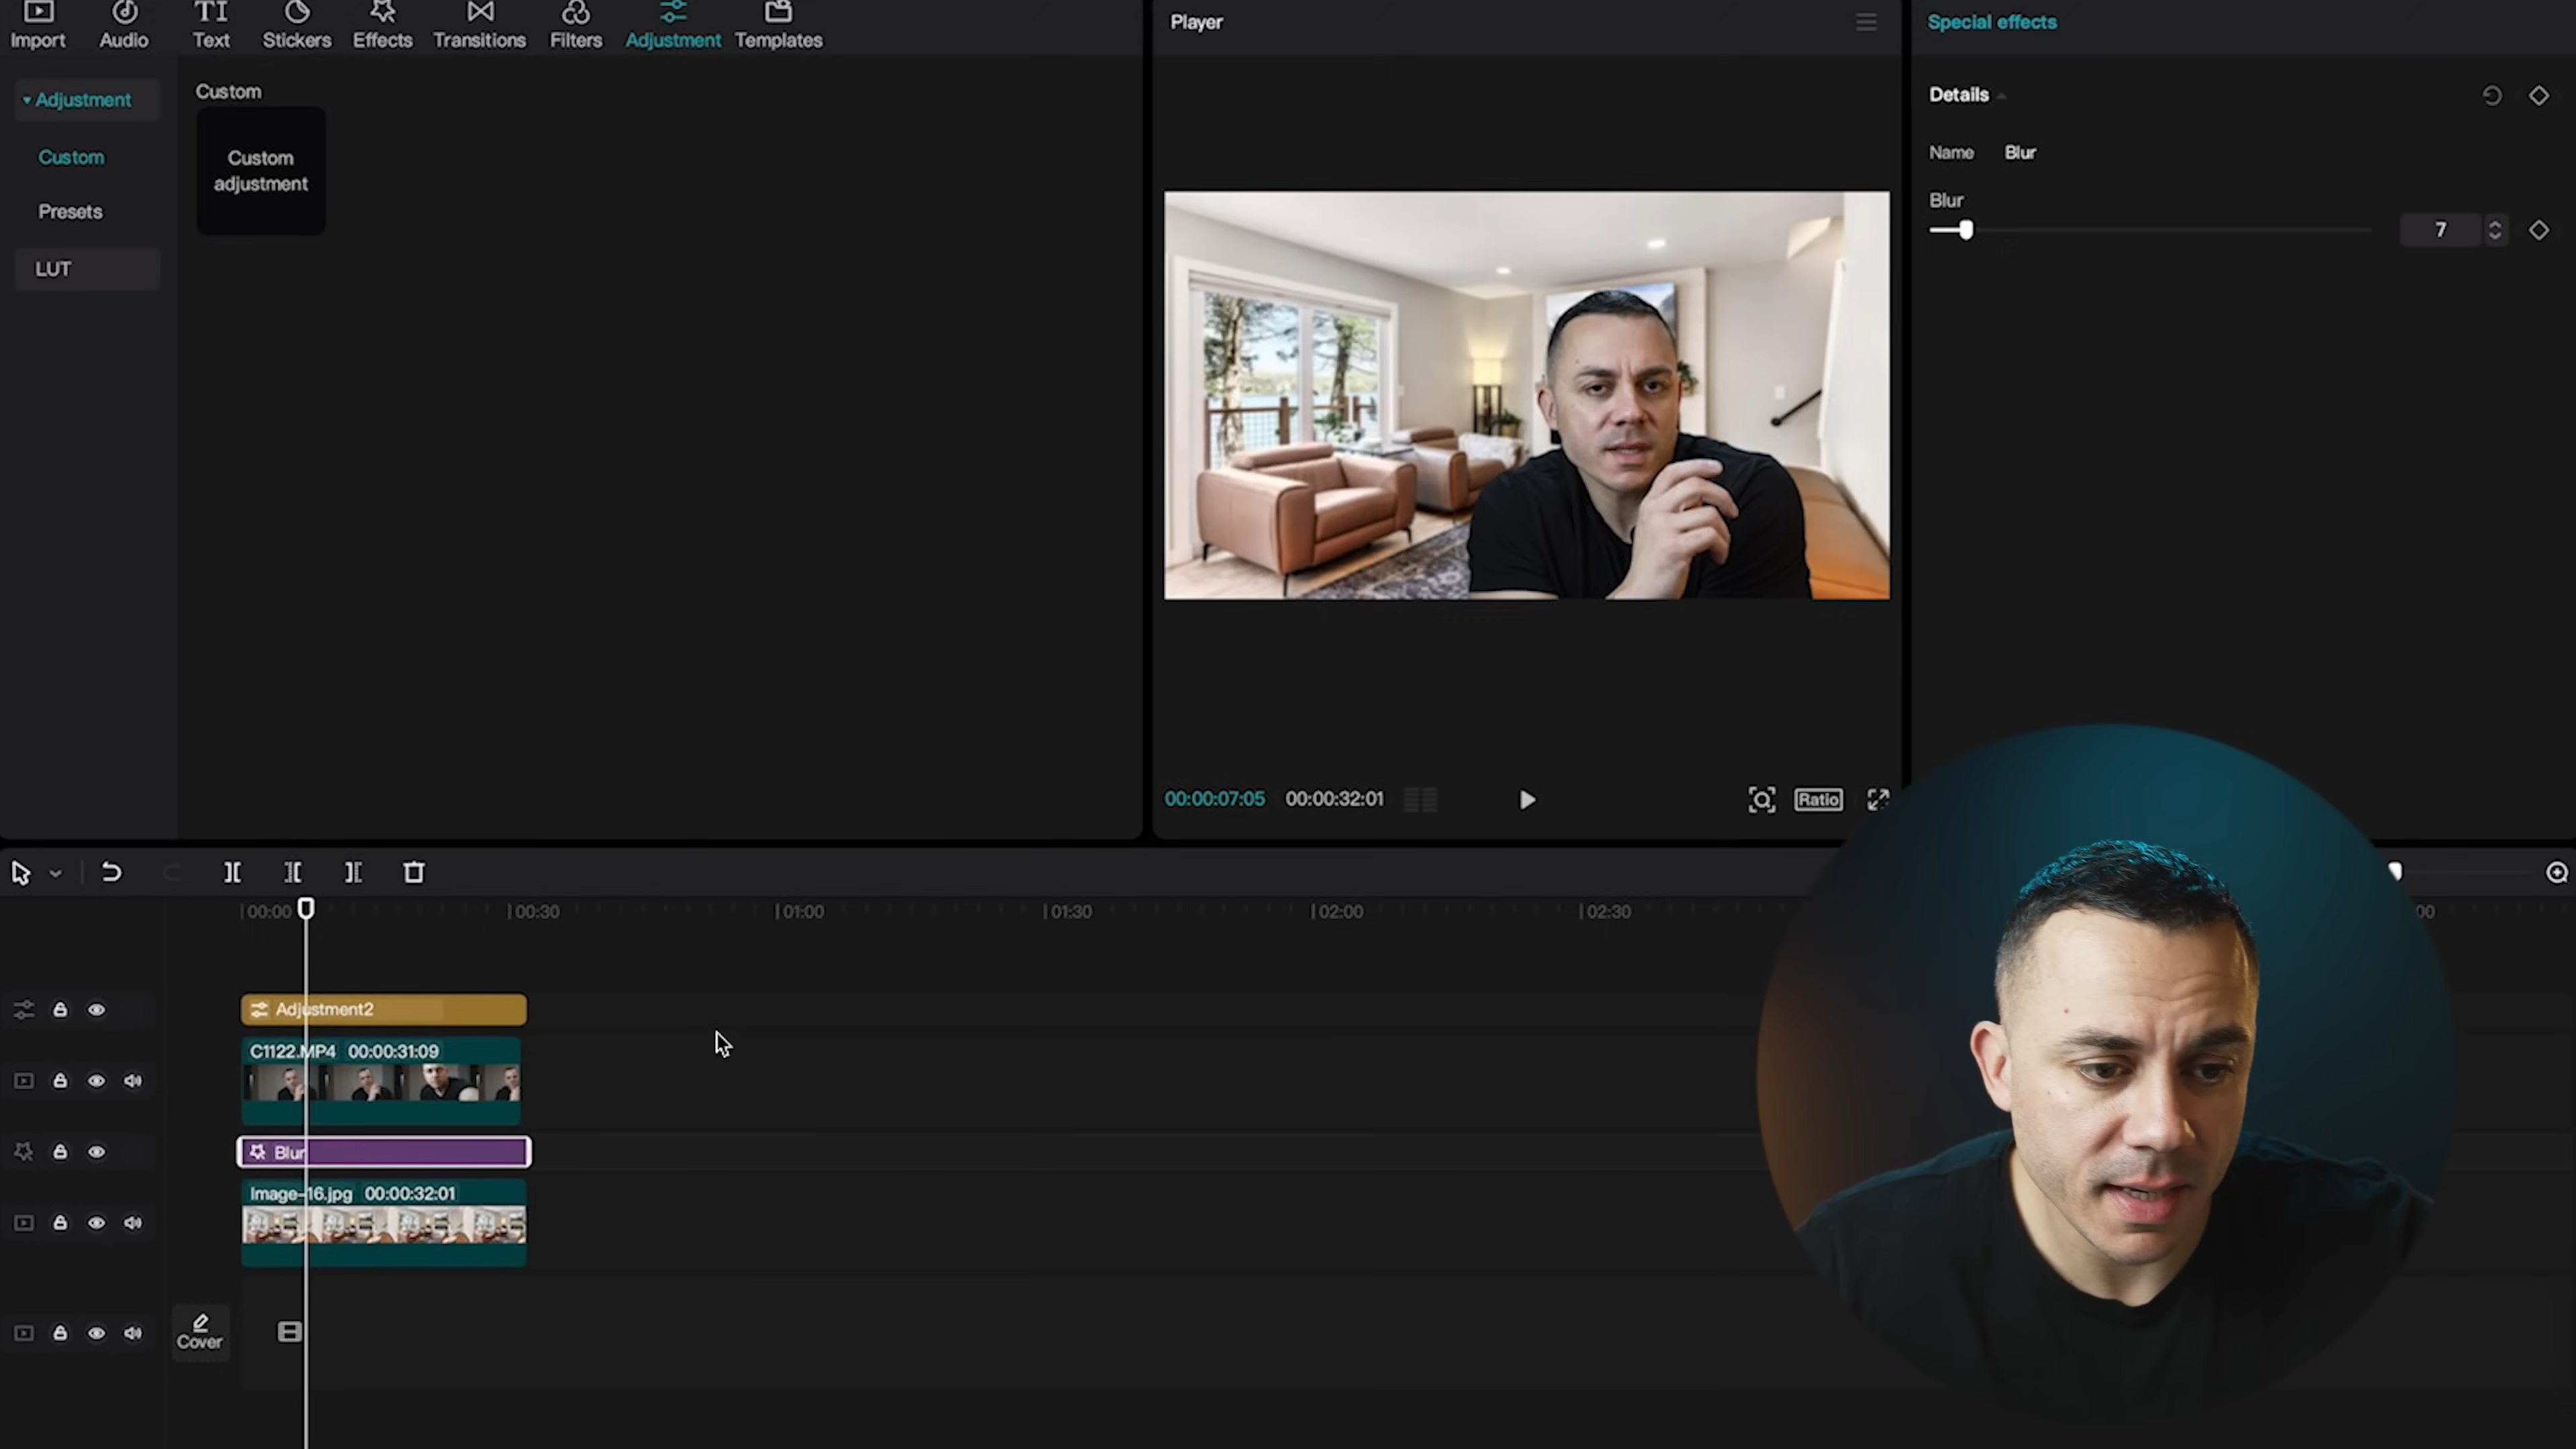 Import Audio Text Stickers Effects Transitions Filters Adjustment Templates
Adjustment
Custom
Presets
LUT
Custom
Custom
adjustment
Player
00:00:07:05 00:00:32:01
Ratio
Special effects
Details
Name Blur
Blur
7
00:00 00:30 01:00 01:30 02:00 02:30 00
Adjustment2
C1122.MP4 00:00:31:09
Blur
Image-16.jpg 00:00:32:01
Cover